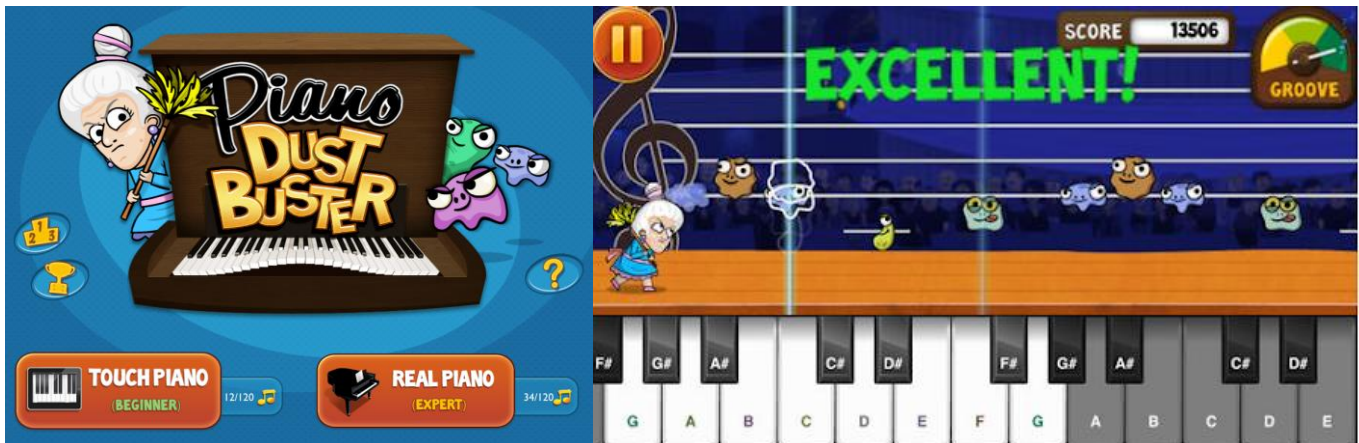 Piano
DUST
BUSTER
1
2 3
?
TOUCH PIANO
(BEGINNER)
12/120
REAL PIANO
(EXPERT)
34/120
SCORE 13506
EXCELLENT!
GROOVE
F# G# A# C# D# F# G# A# C# D#
G A B C D E F G A B C D E